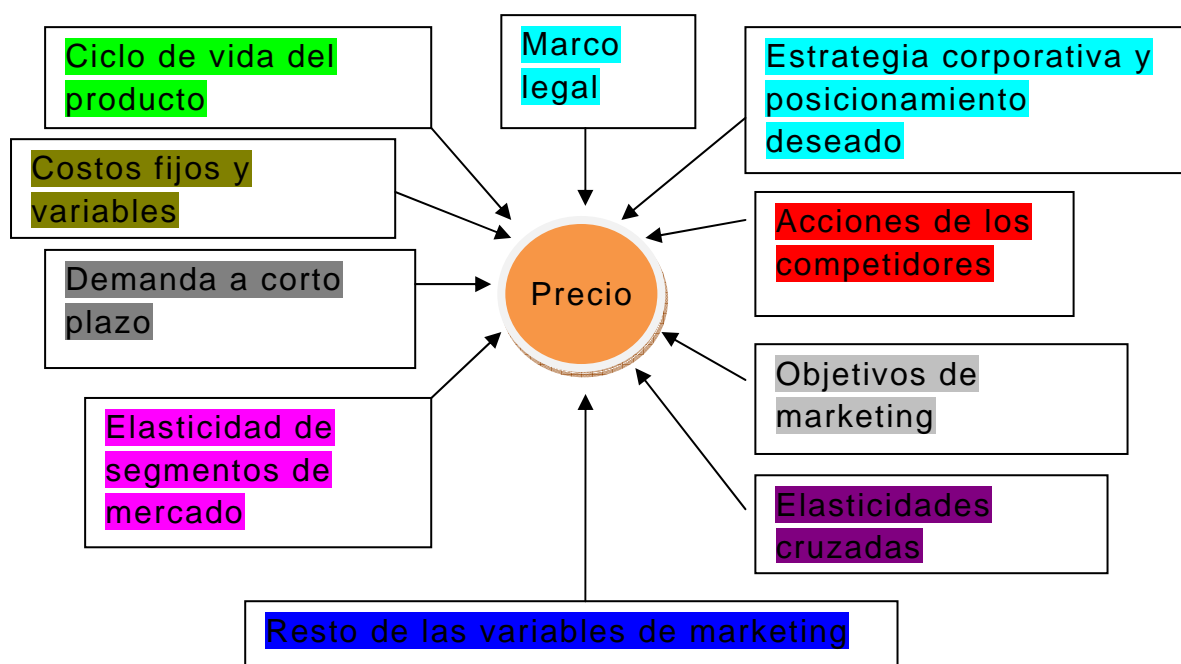 Ciclo de vida del
producto
Marco
legal
Estrategia corporativa y
posicionamiento
deseado
Costos fijos y
variables
Acciones de los
competidores
Demanda a corto
plazo
Precio
Objetivos de
marketing
Elasticidad de
segmentos de
mercado
Elasticidades
cruzadas
Resto de las variables de marketing